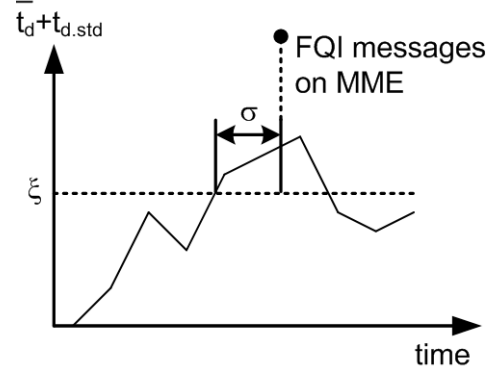 t̅d+td.std
FQI messages
on MME
σ
ξ
time